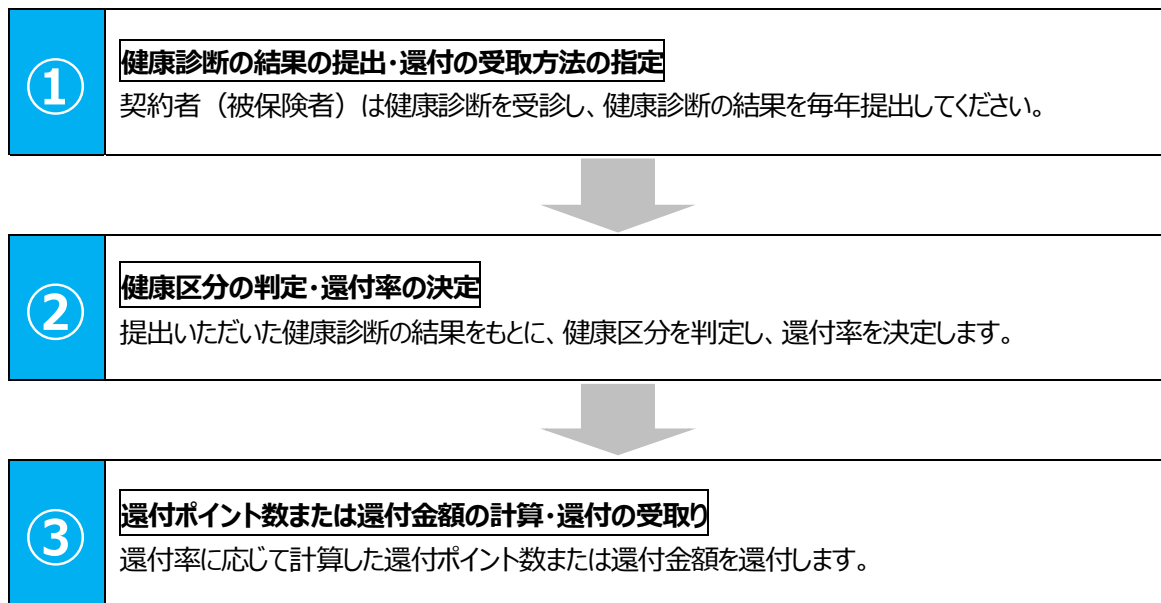 ①
健康診断の結果の提出・還付の受取方法の指定
契約者（被保険者）は健康診断を受診し、健康診断の結果を毎年提出してください。
②
健康区分の判定・還付率の決定
提出いただいた健康診断の結果をもとに、健康区分を判定し、還付率を決定します。
③
還付ポイント数または還付金額の計算・還付の受取り
還付率に応じて計算した還付ポイント数または還付金額を還付します。